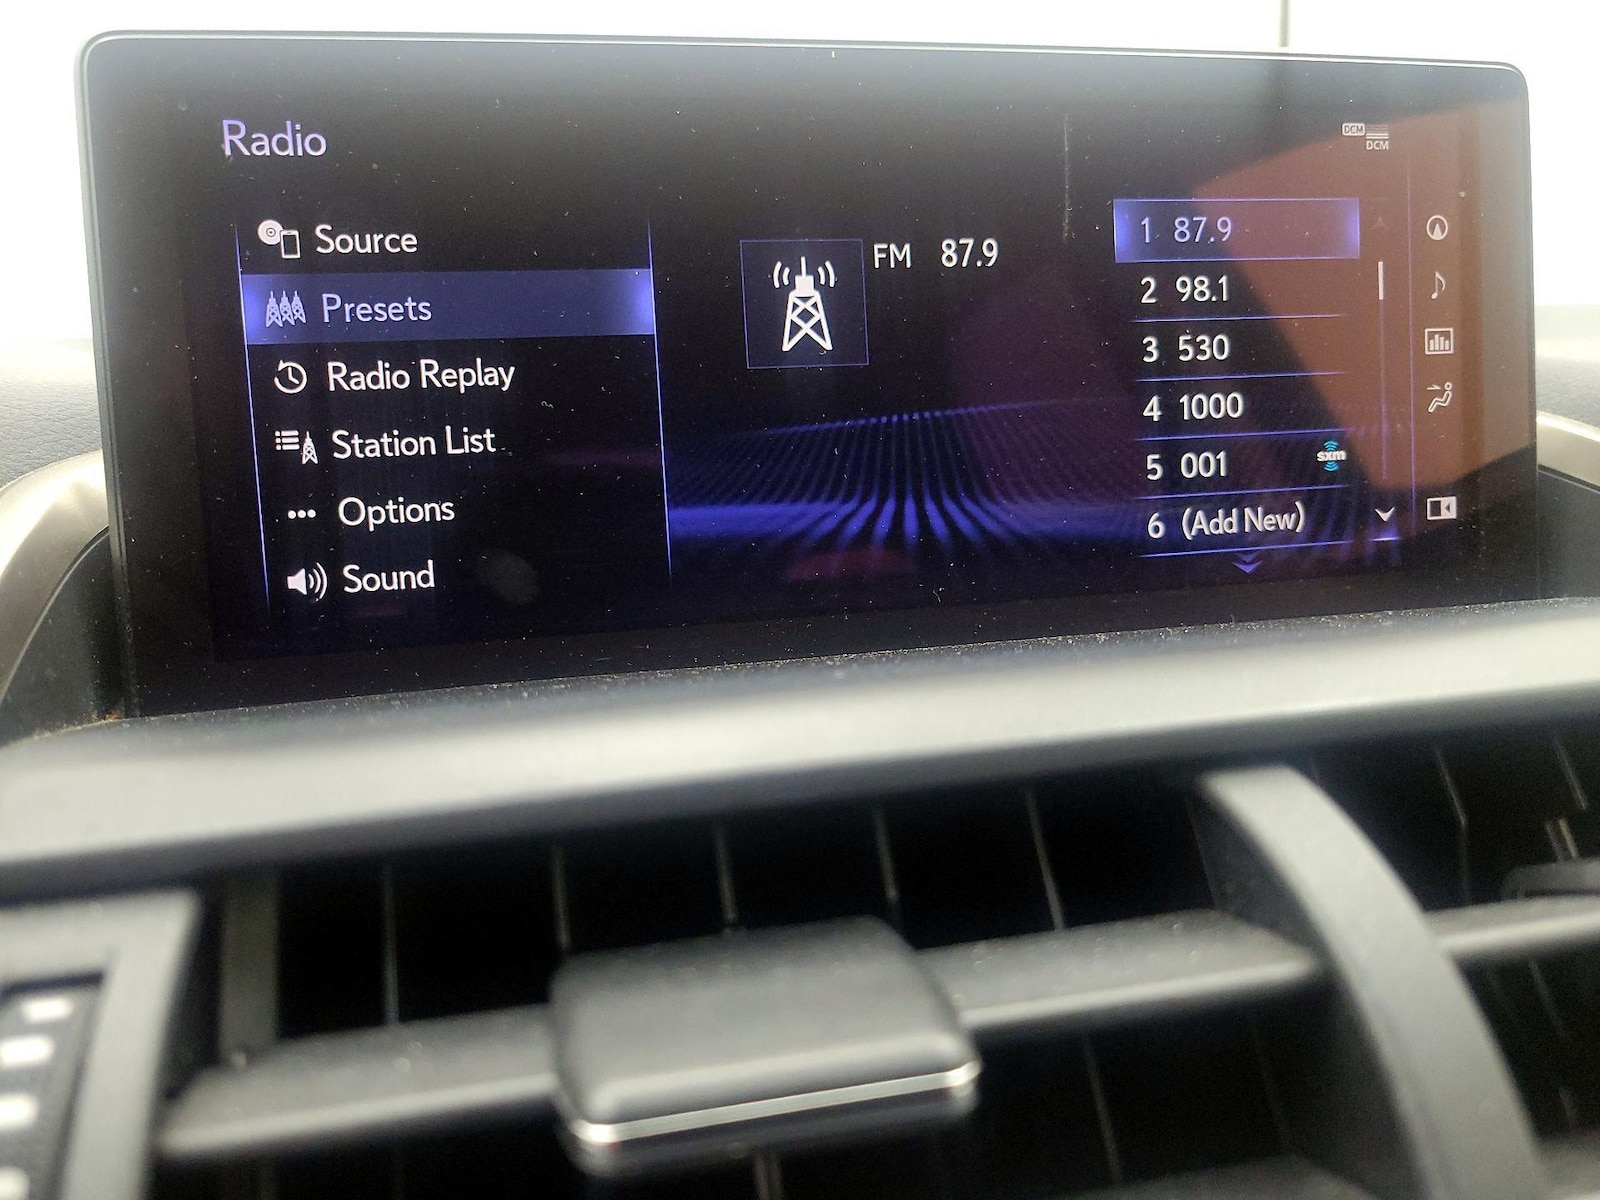 Radio
DCM
DCM
Source
Presets
Radio Replay
Station List
Options
Sound
FM 87.9
1 87.9
2 98.1
3 530
4 1000
5 001 sxm
6 (Add New)